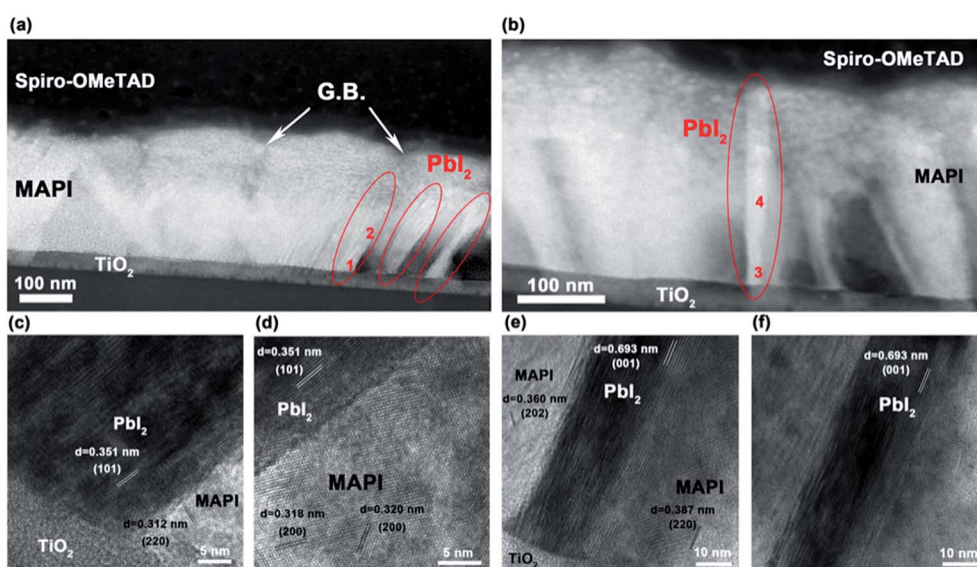 (a)
Spiro-OMeTAD
G.B.
PbI₂
MAPI
2
1
TiO₂
100 nm
(b)
Spiro-OMeTAD
PbI₂
MAPI
4
3
100 nm
TiO₂
(c)
PbI₂
d=0.351 nm
(101)
MAPI
d=0.312 nm
(220)
TiO₂
5 nm
(d)
d=0.351 nm
(101)
PbI₂
MAPI
d=0.318 nm
(200)
d=0.320 nm
(200)
5 nm
(e)
d=0.693 nm
(001)
MAPI
PbI₂
d=0.360 nm
(202)
MAPI
d=0.387 nm
(220)
TiO₂
10 nm
(f)
d=0.693 nm
(001)
PbI₂
10 nm